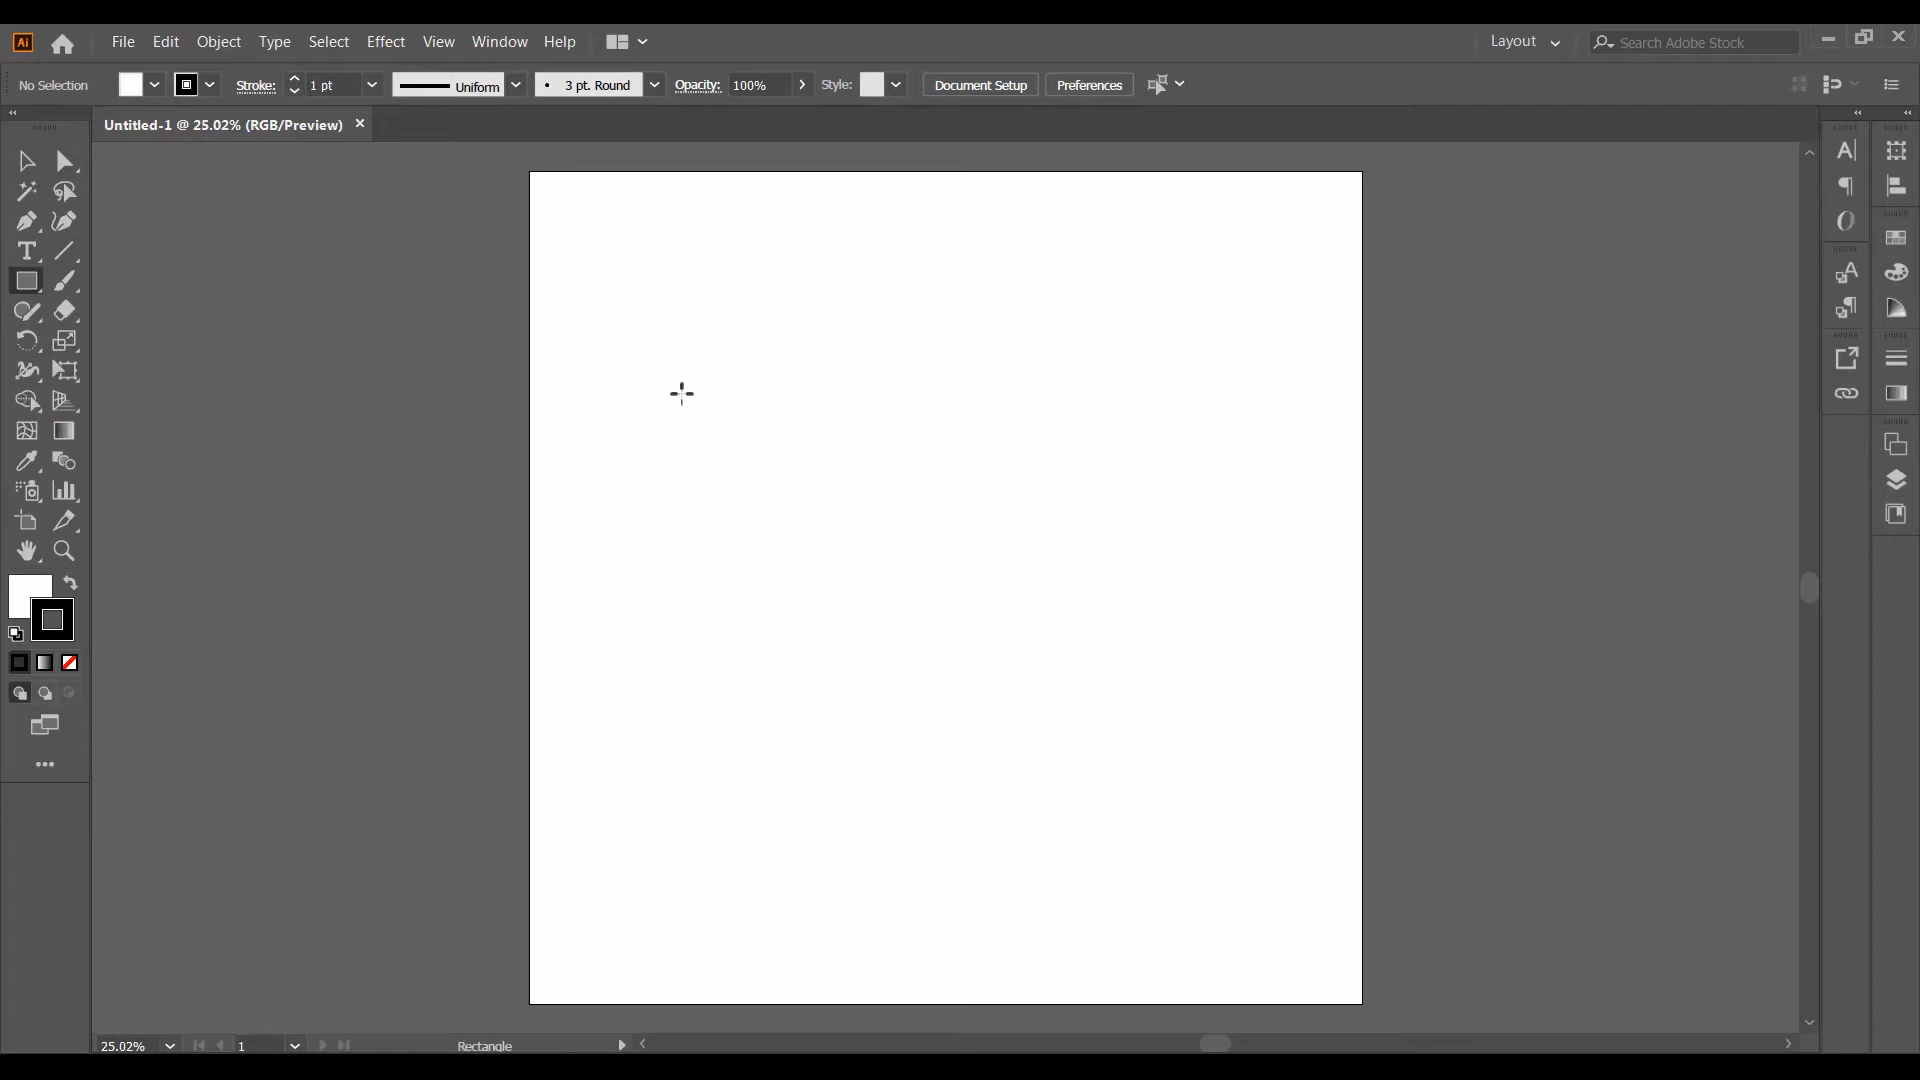 Ai File Edit Object Type Select Effect View Window Help Layout Search Adobe Stock
No Selection Stroke: 1 pt Uniform 3 pt. Round Opacity: 100% Style: Document Setup Preferences
Untitled-1 @ 25.02% (RGB/Preview)
25.02% 1 Rectangle